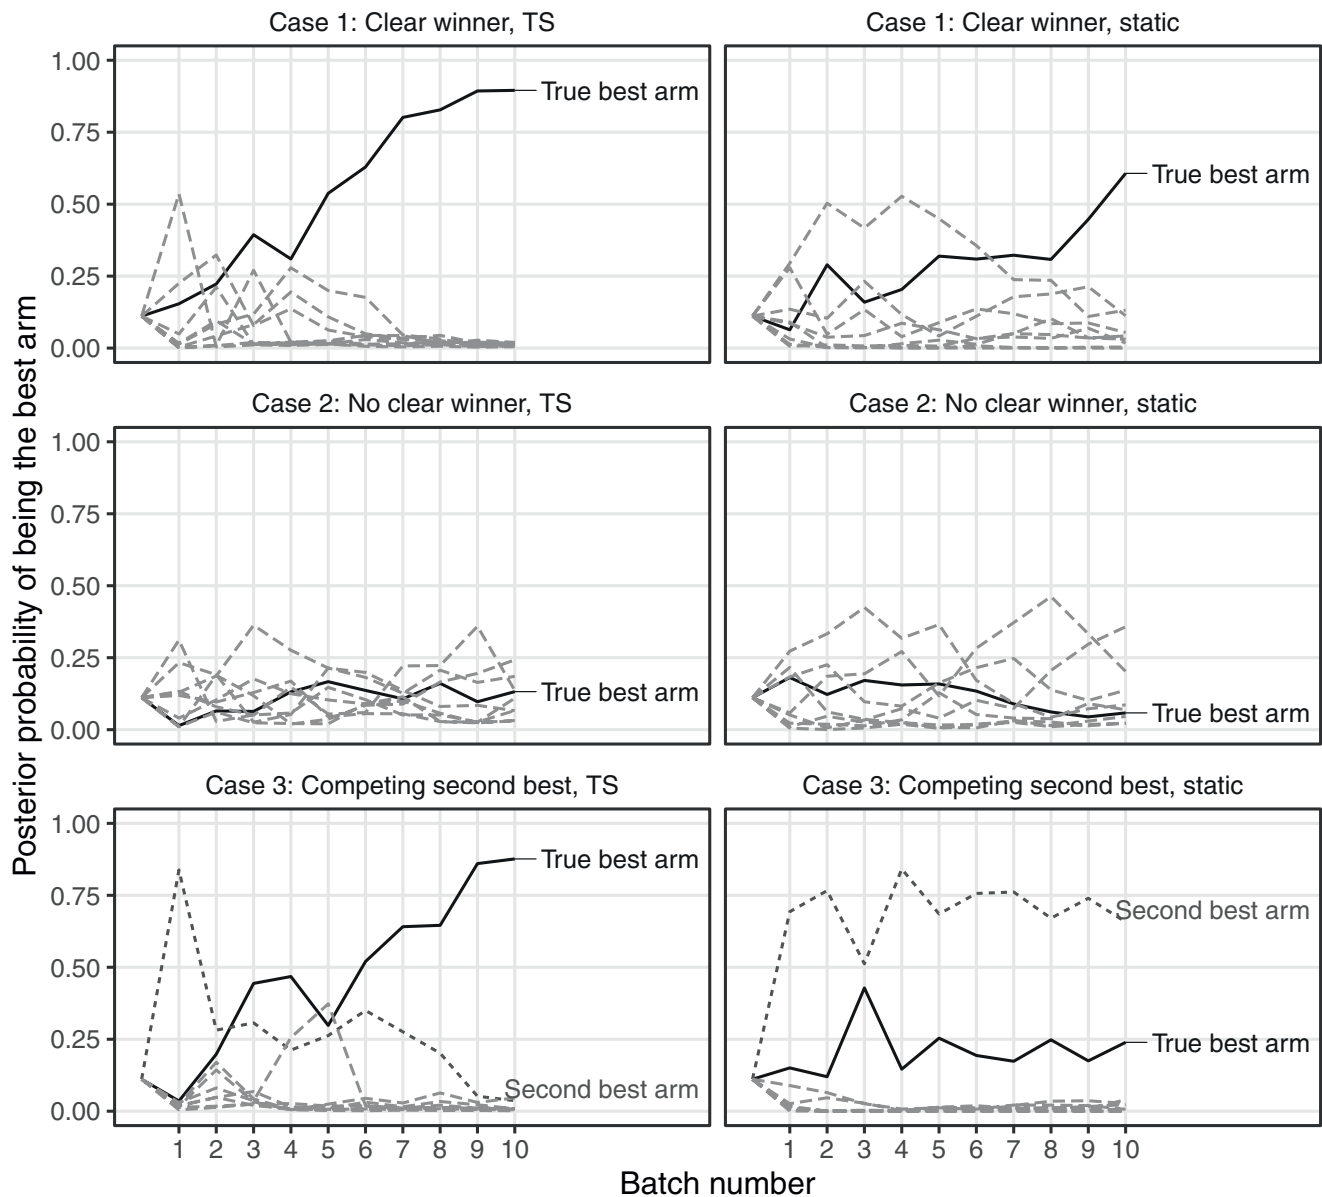 Case 1: Clear winner, TS
Case 1: Clear winner, static
1.00
0.75
0.50
0.25
0.00
True best arm
True best arm
Case 2: No clear winner, TS
Case 2: No clear winner, static
1.00
0.75
0.50
0.25
0.00
True best arm
True best arm
Posterior probability of being the best arm
Case 3: Competing second best, TS
Case 3: Competing second best, static
1.00
0.75
0.50
0.25
0.00
True best arm
Second best arm
Second best arm
True best arm
1 2 3 4 5 6 7 8 9 10
1 2 3 4 5 6 7 8 9 10
Batch number